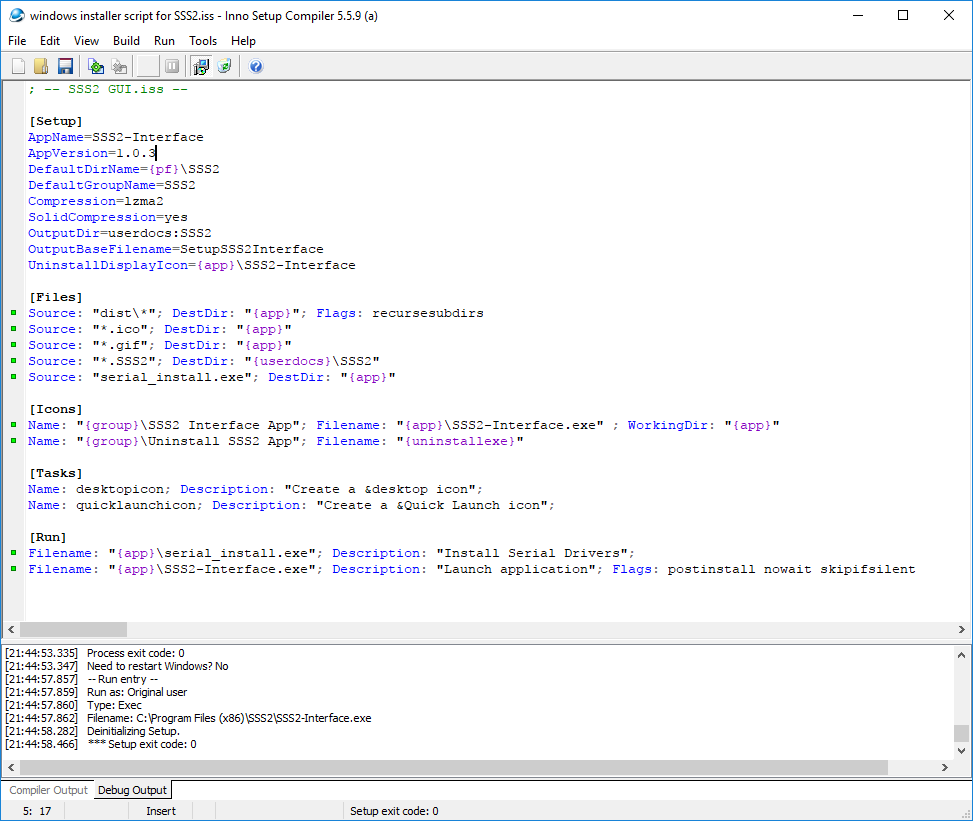 windows installer script for SSS2.iss - Inno Setup Compiler 5.5.9 (a)
File Edit View Build Run Tools Help
; -- SSS2 GUI.iss --
[Setup]
AppName=SSS2-Interface
AppVersion=1.0.3
DefaultDirName={pf}\SSS2
DefaultGroupName=SSS2
Compression=lzma2
SolidCompression=yes
OutputDir=userdocs:SSS2
OutputBaseFilename=SetupSSS2Interface
UninstallDisplayIcon={app}\SSS2-Interface
[Files]
Source: "dist\*"; DestDir: "{app}"; Flags: recursesubdirs
Source: "*.ico"; DestDir: "{app}"
Source: "*.gif"; DestDir: "{app}"
Source: "*.SSS2"; DestDir: "{userdocs}\SSS2"
Source: "serial_install.exe"; DestDir: "{app}"
[Icons]
Name: "{group}\SSS2 Interface App"; Filename: "{app}\SSS2-Interface.exe" ; WorkingDir: "{app}"
Name: "{group}\Uninstall SSS2 App"; Filename: "{uninstallexe}"
[Tasks]
Name: desktopicon; Description: "Create a &desktop icon";
Name: quicklaunchicon; Description: "Create a &Quick Launch icon";
[Run]
Filename: "{app}\serial_install.exe"; Description: "Install Serial Drivers";
Filename: "{app}\SSS2-Interface.exe"; Description: "Launch application"; Flags: postinstall nowait skipifsilent
[21:44:53.335] Process exit code: 0
[21:44:53.347] Need to restart Windows? No
[21:44:57.857] -- Run entry --
[21:44:57.859] Run as: Original user
[21:44:57.860] Type: Exec
[21:44:57.862] Filename: C:\Program Files (x86)\SSS2\SSS2-Interface.exe
[21:44:58.282] Deinitializing Setup.
[21:44:58.466] *** Setup exit code: 0
Compiler Output Debug Output
5: 17 Insert Setup exit code: 0